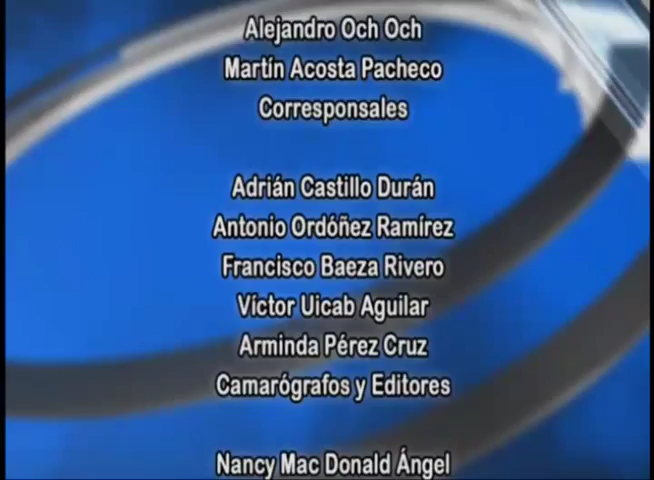 Alejandro Och Och
Martín Acosta Pacheco
Corresponsales
Adrián Castillo Durán
Antonio Ordóñez Ramírez
Francisco Baeza Rivero
Víctor Uicab Aguilar
Arminda Pérez Cruz
Camarógrafos y Editores
Nancy Mac Donald Ángel